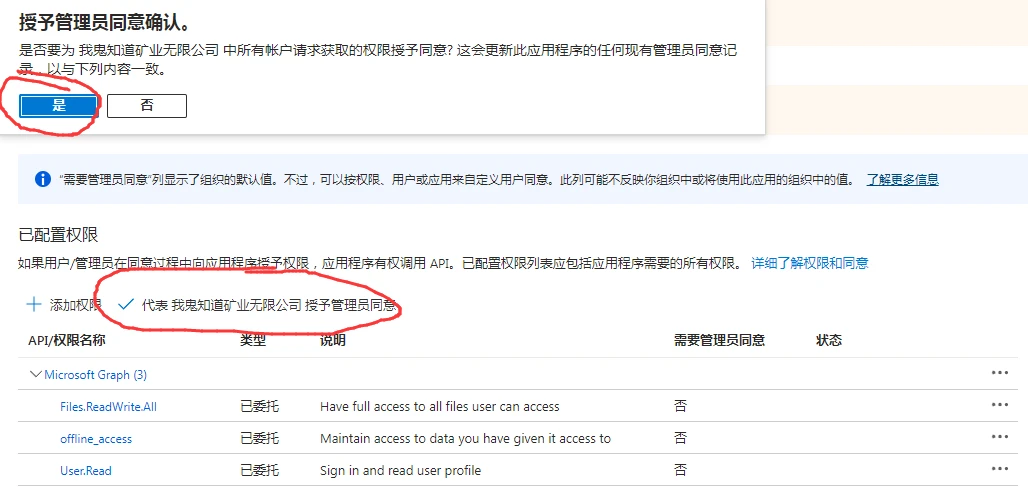 授予管理员同意确认。
是否要为 我鬼知道矿业无限公司 中所有帐户请求获取的权限授予同意? 这会更新此应用程序的任何现有管理员同意记
录，以与下列内容一致。
是 否
"需要管理员同意"列显示了组织的默认值。不过，可以按权限、用户或应用来自定义用户同意。此列可能不反映你组织中或将使用此应用的组织中的值。 了解更多信息
已配置权限
如果用户/管理员在同意过程中向应用程序授予权限，应用程序有权调用 API。已配置权限列表应包括应用程序需要的所有权限。 详细了解权限和同意
添加权限 代表 我鬼知道矿业无限公司 授予管理员同意
API/权限名称 类型 说明 需要管理员同意 状态
Microsoft Graph (3)
Files.ReadWrite.All 已委托 Have full access to all files user can access 否
offline_access 已委托 Maintain access to data you have given it access to 否
User.Read 已委托 Sign in and read user profile 否